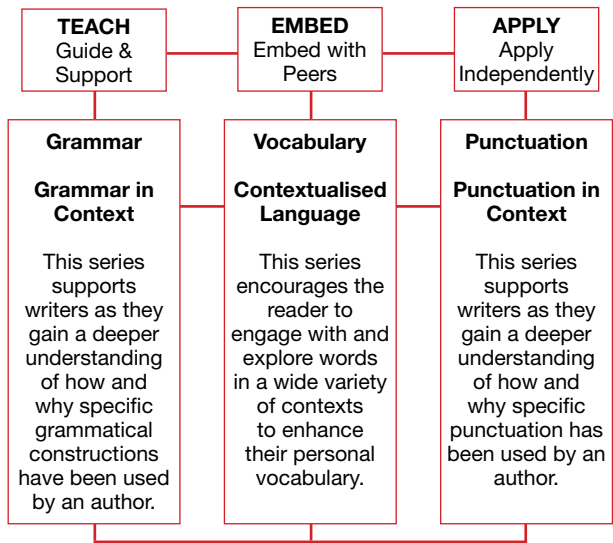 TEACH
Guide &
Support
EMBED
Embed with
Peers
APPLY
Apply
Independently
Grammar
Grammar in
Context
This series
supports
writers as they
gain a deeper
understanding
of how and
why specific
grammatical
constructions
have been used
by an author.
Vocabulary
Contextualised
Language
This series
encourages the
reader to
engage with and
explore words
in a wide variety
of contexts
to enhance
their personal
vocabulary.
Punctuation
Punctuation in
Context
This series
supports
writers as they
gain a deeper
understanding
of how and
why specific
punctuation has
been used by an
author.